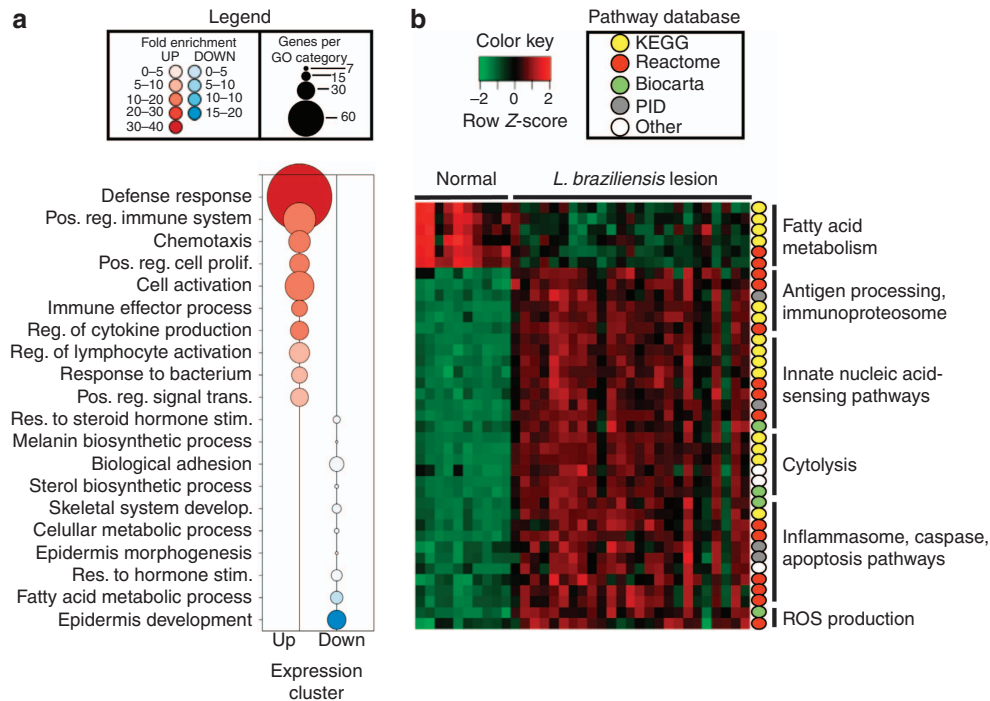 a
Legend
Fold enrichment
UP DOWN
0–5 0–5
5–10 5–10
10–20 10–10
20–30 15–20
30–40
Genes per
GO category
7
15
30
60
Defense response
Pos. reg. immune system
Chemotaxis
Pos. reg. cell prolif.
Cell activation
Immune effector process
Reg. of cytokine production
Reg. of lymphocyte activation
Response to bacterium
Pos. reg. signal trans.
Res. to steroid hormone stim.
Melanin biosynthetic process
Biological adhesion
Sterol biosynthetic process
Skeletal system develop.
Celullar metabolic process
Epidermis morphogenesis
Res. to hormone stim.
Fatty acid metabolic process
Epidermis development
Up Down
Expression
cluster
b
Color key
−2 0 2
Row Z-score
Pathway database
KEGG
Reactome
Biocarta
PID
Other
Normal L. braziliensis lesion
Fatty acid
metabolism
Antigen processing,
immunoproteosome
Innate nucleic acid-
sensing pathways
Cytolysis
Inflammasome, caspase,
apoptosis pathways
ROS production